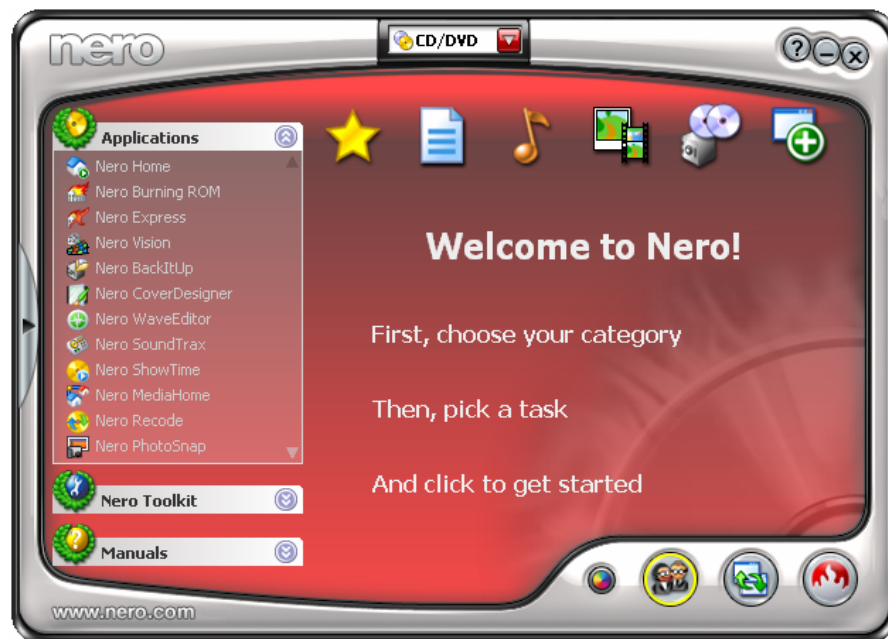 nero
CD/DVD
Applications
Nero Home
Nero Burning ROM
Nero Express
Nero Vision
Nero BackItUp
Nero CoverDesigner
Nero WaveEditor
Nero SoundTrax
Nero ShowTime
Nero MediaHome
Nero Recode
Nero PhotoSnap
Nero Toolkit
Manuals
Welcome to Nero!
First, choose your category
Then, pick a task
And click to get started
www.nero.com